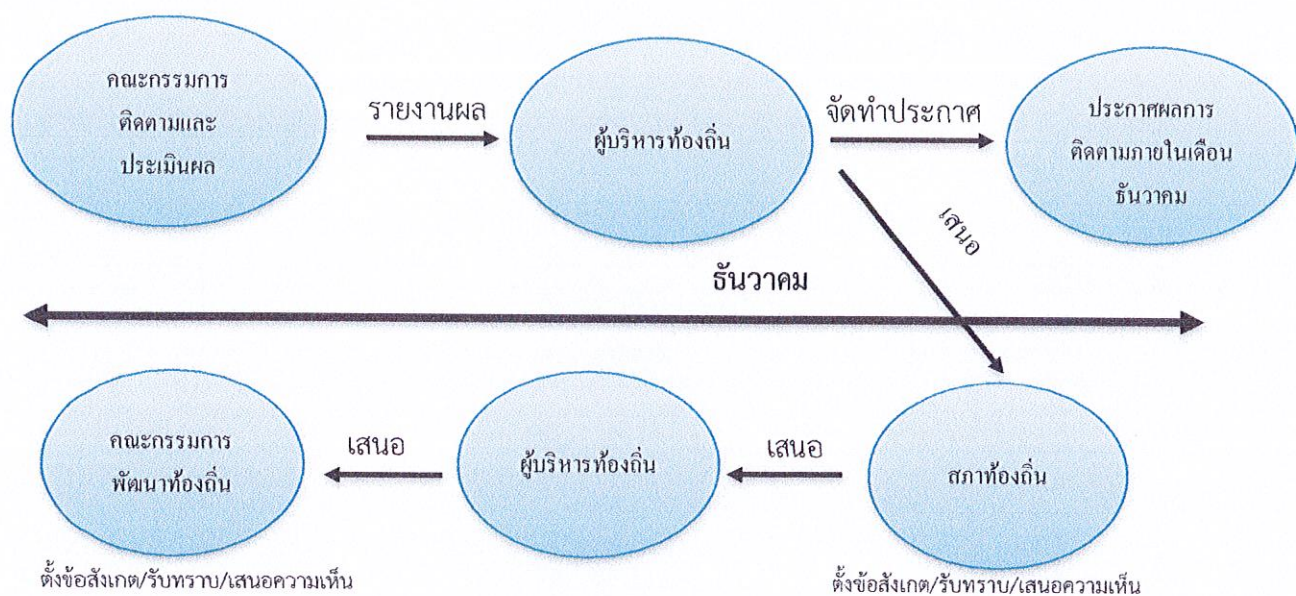 คณะกรรมการ
ติดตามและ
ประเมินผล
รายงานผล
ผู้บริหารท้องถิ่น
จัดทำประกาศ
ประกาศผลการ
ติดตามภายในเดือน
ธันวาคม
เสนอ
ธันวาคม
คณะกรรมการ
พัฒนาท้องถิ่น
เสนอ
ผู้บริหารท้องถิ่น
เสนอ
สภาท้องถิ่น
ตั้งข้อสังเกต/รับทราบ/เสนอความเห็น
ตั้งข้อสังเกต/รับทราบ/เสนอความเห็น